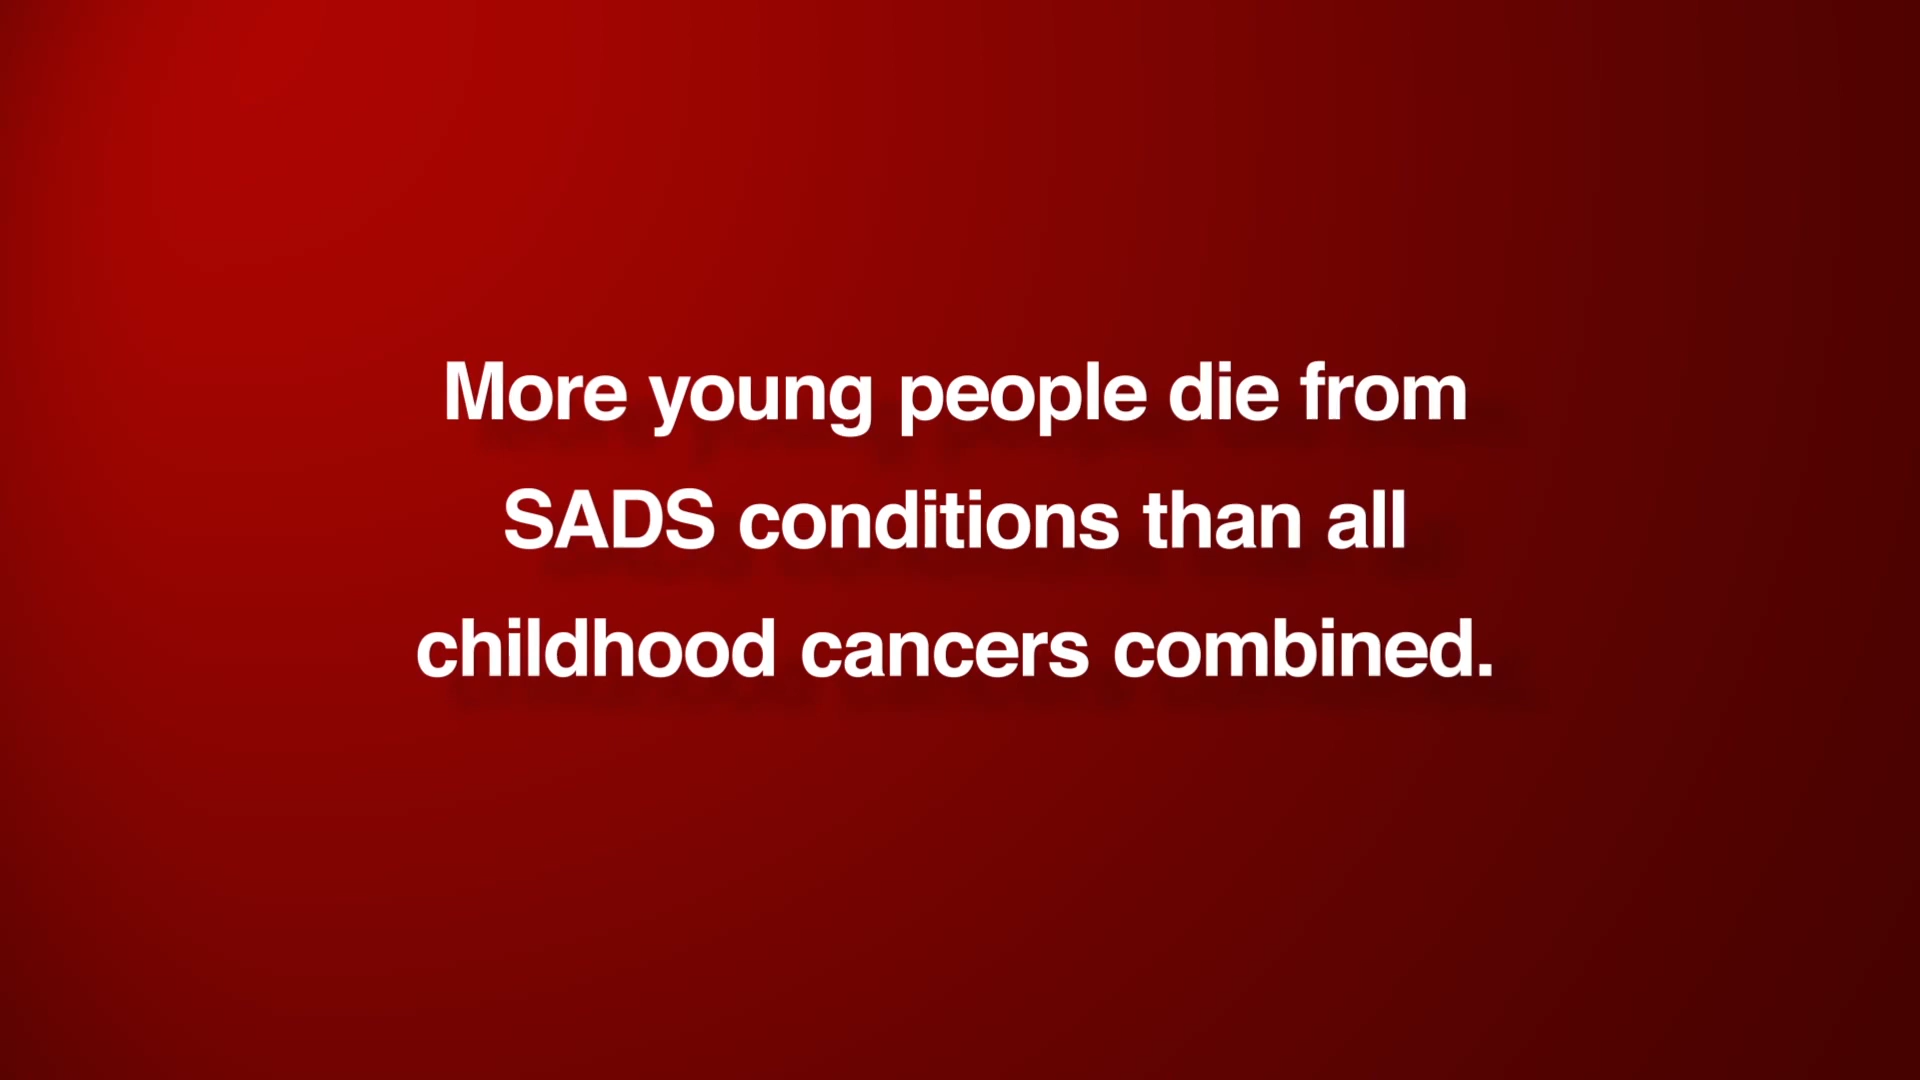 More young people die from
SADS conditions than all
childhood cancers combined.